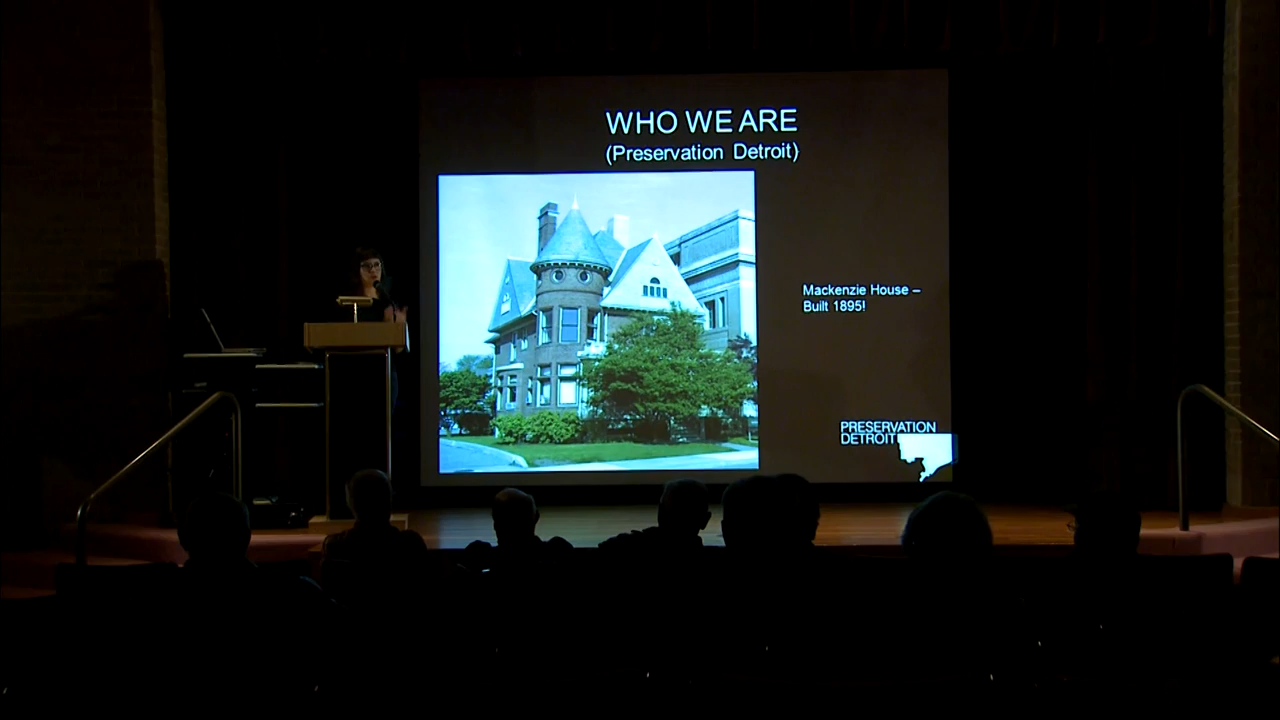 WHO WE ARE
(Preservation Detroit)
Mackenzie House –
Built 1895!
PRESERVATION
DETROIT